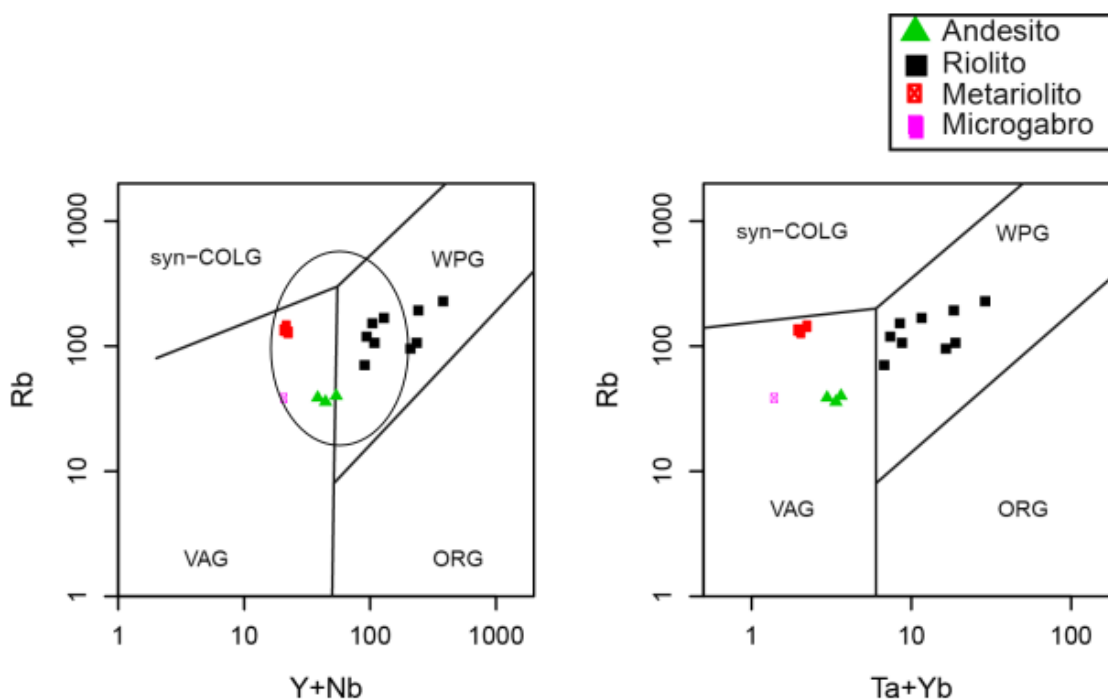 Andesito
Riolito
Metariolito
Microgabro
Rb
1 10 100 1000
syn−COLG
WPG
VAG
ORG
1 10 100 1000
Y+Nb
Rb
1 10 100 1000
syn−COLG
WPG
VAG
ORG
1 10 100
Ta+Yb